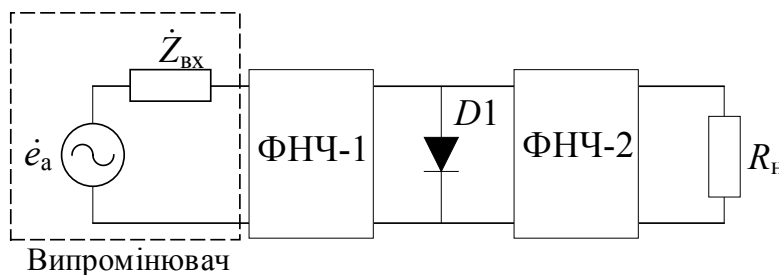 Żвх
ФНЧ-1
D1
ФНЧ-2
ėа
Rн
Випромінювач